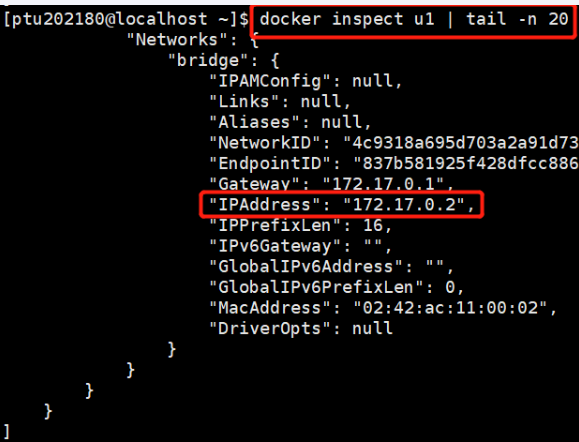 [ptu202180@localhost ~]$ docker inspect u1 | tail -n 20
            "Networks": {
                "bridge": {
                    "IPAMConfig": null,
                    "Links": null,
                    "Aliases": null,
                    "NetworkID": "4c9318a695d703a2a91d73
                    "EndpointID": "837b581925f428dfcc886
                    "Gateway": "172.17.0.1",
                    "IPAddress": "172.17.0.2",
                    "IPPrefixLen": 16,
                    "IPv6Gateway": "",
                    "GlobalIPv6Address": "",
                    "GlobalIPv6PrefixLen": 0,
                    "MacAddress": "02:42:ac:11:00:02",
                    "DriverOpts": null
                }
            }
        }
    }
]